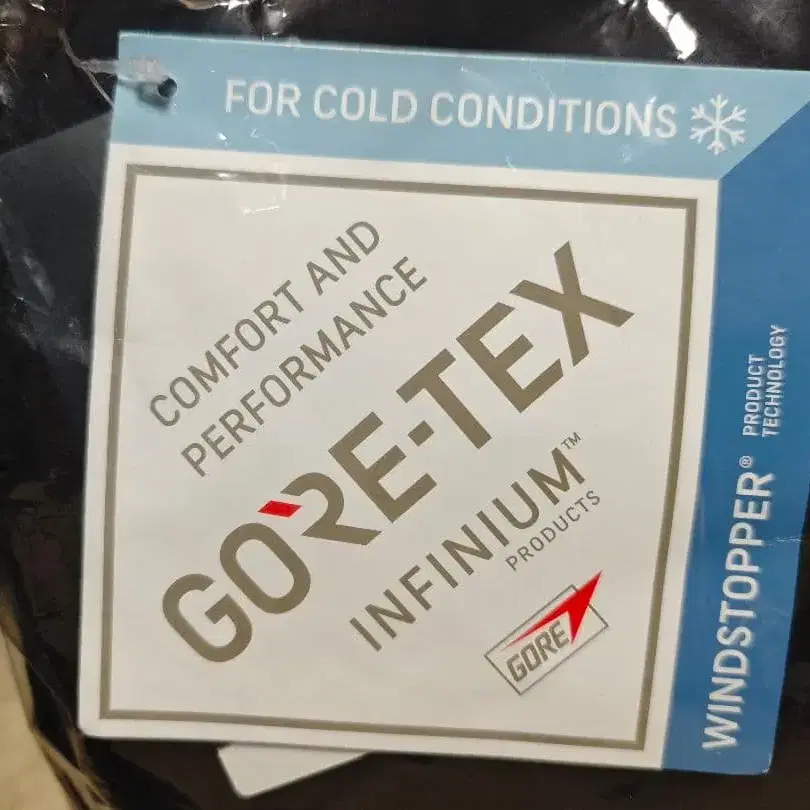 FOR COLD CONDITIONS
COMFORT AND
PERFORMANCE
GORE-TEX
INFINIUM™
PRODUCTS
GORE
WINDSTOPPER® PRODUCT
TECHNOLOGY